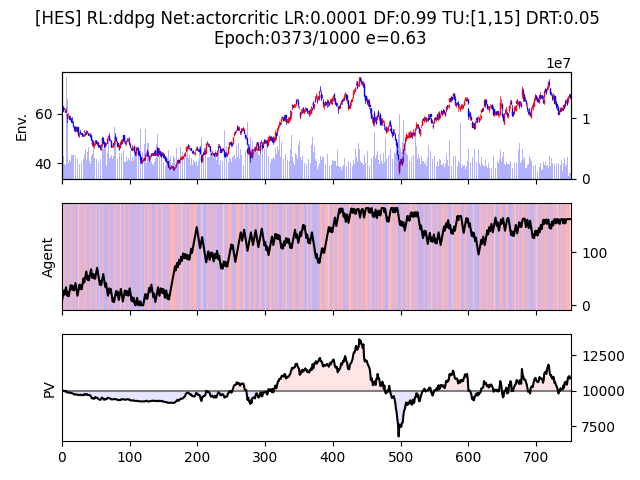 [HES] RL:ddpg Net:actorcritic LR:0.0001 DF:0.99 TU:[1,15] DRT:0.05
Epoch:0373/1000 e=0.63
1e7
Env.
60
40
1
0
Agent
100
0
PV
12500
10000
7500
0 100 200 300 400 500 600 700